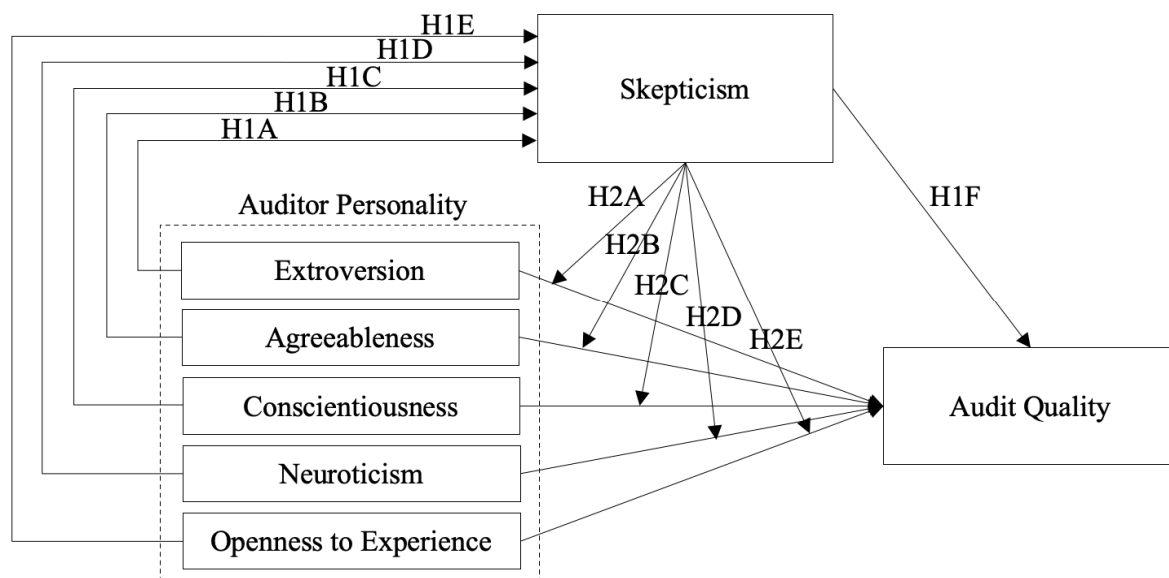 H1E
H1D
H1C
H1B
H1A
Skepticism
H2A
H2B
H2C
H2D
H2E
H1F
Auditor Personality
Extroversion
Agreeableness
Conscientiousness
Neuroticism
Openness to Experience
Audit Quality